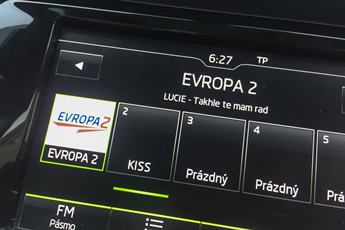 6:27 TP
EVROPA 2
LUCIE - Takhle te mam rad
EVROPA 2
EVROPA 2
2
KISS
3
Prázdný
4
Prázdný
5
FM
Pásmo